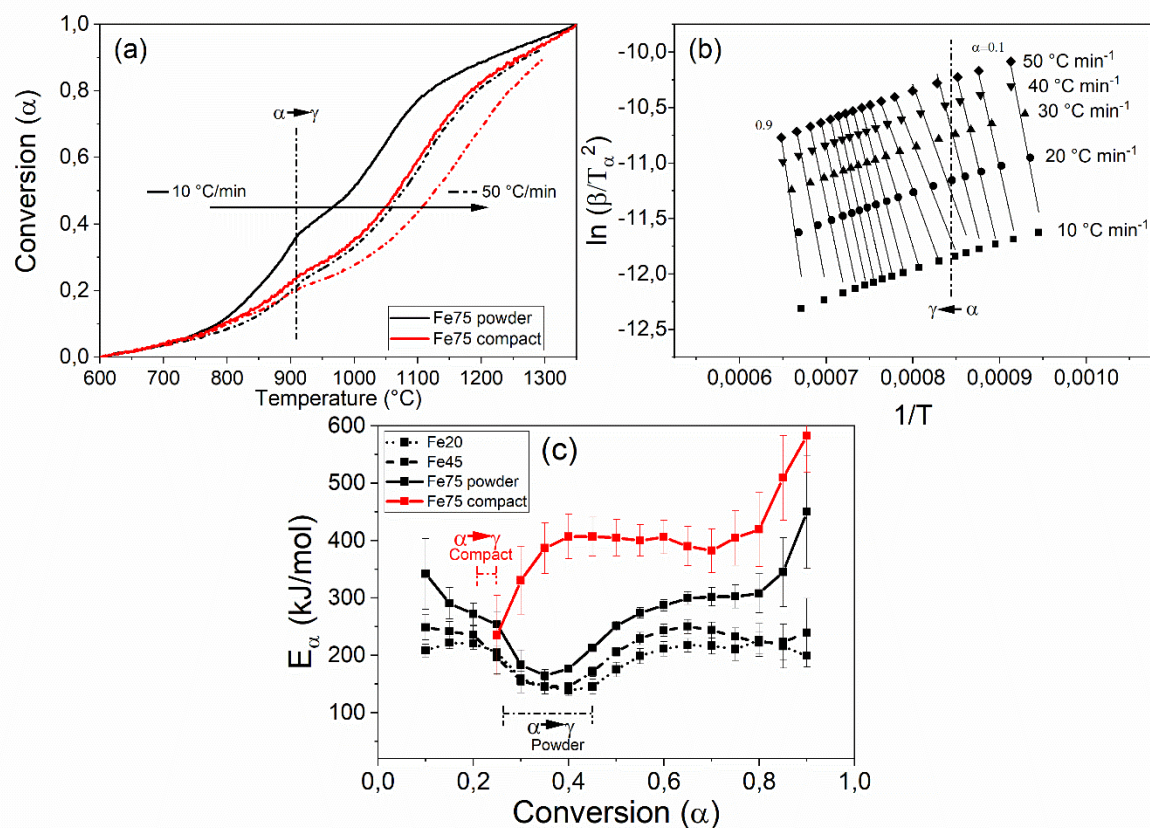 (a)
1,0
0,8
0,6
0,4
0,2
0,0
Conversion (α)
α→γ
10 °C/min
50 °C/min
Fe75 powder
Fe75 compact
600 700 800 900 1000 1100 1200 1300
Temperature (°C)
(b)
-10,0
-10,5
-11,0
-11,5
-12,0
-12,5
ln (β/Tα²)
α=0.1
0.9
50 °C min⁻¹
40 °C min⁻¹
30 °C min⁻¹
20 °C min⁻¹
10 °C min⁻¹
γ←α
0,0006 0,0007 0,0008 0,0009 0,0010
1/T
(c)
600
500
400
300
200
100
Eα (kJ/mol)
Fe20
Fe45
Fe75 powder
Fe75 compact
α→γ
Compact
α→γ
Powder
0,0 0,2 0,4 0,6 0,8 1,0
Conversion (α)